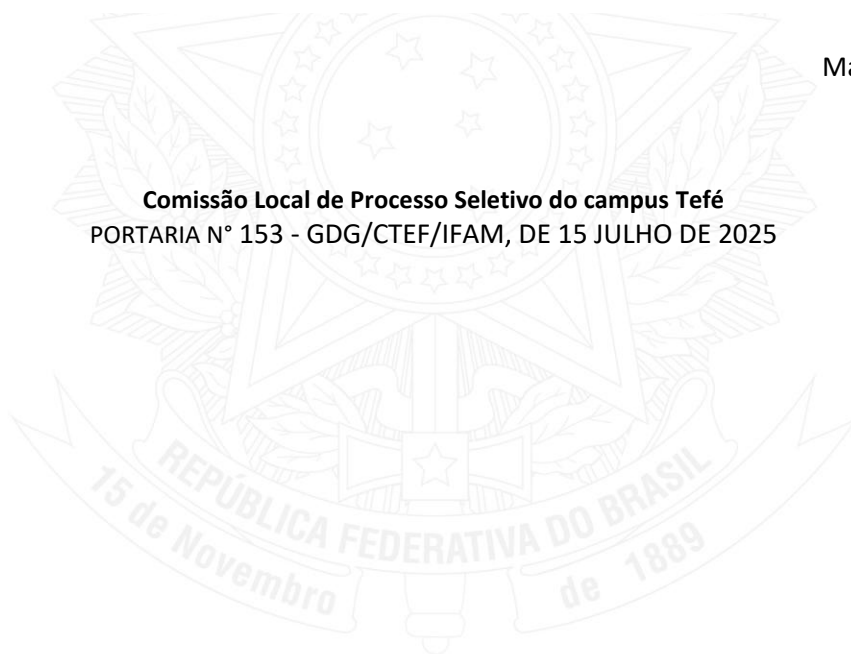 Ma
Comissão Local de Processo Seletivo do campus Tefé
PORTARIA N° 153 - GDG/CTEF/IFAM, DE 15 JULHO DE 2025
REPÚBLICA FEDERATIVA DO BRASIL
15 de Novembro de 1889